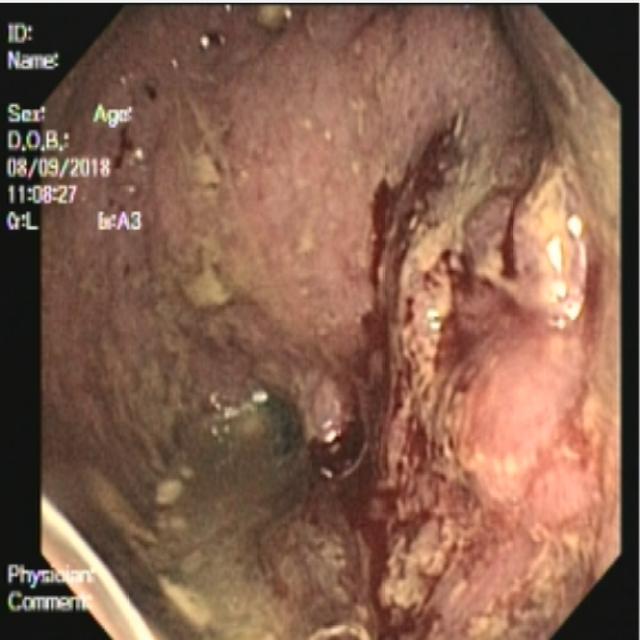 ID:
Name:
Sex: Age:
D.O.B.:
08/09/2018
11:08:27
Physician:
Comment: